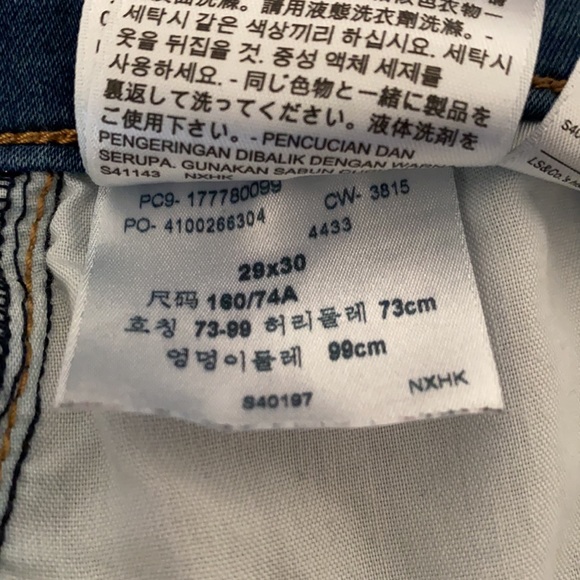 세탁시 같은 색상끼리 하십시요. 세탁시
옷을 뒤집을 것. 중성 액체 세제를
사용하세요. - 同じ色物と一緒に製品を
裏返して洗ってください。液体洗剤を
ご使用下さい。- PENCUCIAN DAN
PENGERINGAN DIBALIK DENGAN WARNA
SERUPA. GUNAKAN SABUN
S41143 NXHK
PC9- 177780099 CW- 3815
PO- 4100266304 4433
29x30
尺码 160/74A
호칭 73-99 허리둘레 73cm
엉덩이둘레 99cm
S40197 NXHK